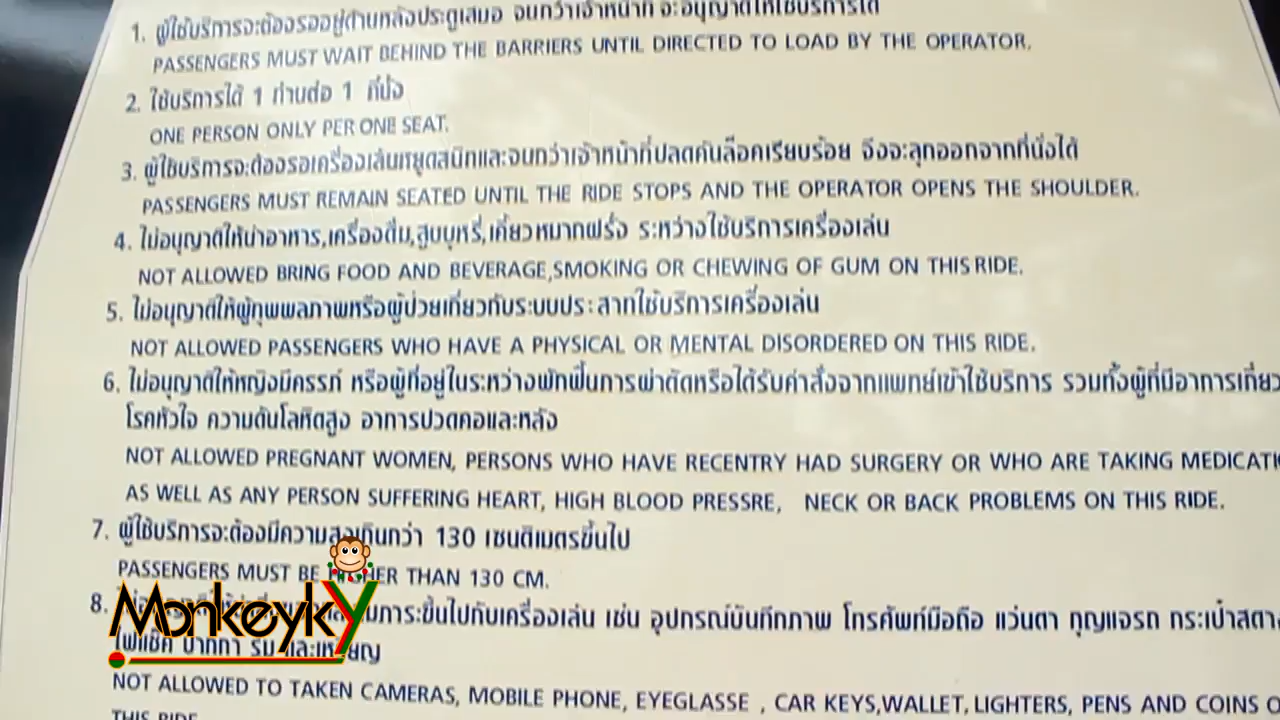 1. ผู้ใช้บริการจะต้องรออยู่ด้านหลังประตูเสมอ จนกว่าเจ้าหน้าที่ จะอนุญาตให้ใช้บริการได้
PASSENGERS MUST WAIT BEHIND THE BARRIERS UNTIL DIRECTED TO LOAD BY THE OPERATOR.
2. ใช้บริการได้ 1 ท่านต่อ 1 ที่นั่ง
ONE PERSON ONLY PER ONE SEAT.
3. ผู้ใช้บริการจะต้องรอเครื่องเล่นหยุดสนิทและจนกว่าเจ้าหน้าที่ปลดคันล๊อคเรียบร้อย จึงจะลุกออกจากที่นั่งได้
PASSENGERS MUST REMAIN SEATED UNTIL THE RIDE STOPS AND THE OPERATOR OPENS THE SHOULDER.
4. ไม่อนุญาตให้นำอาหาร,เครื่องดื่ม,สูบบุหรี่,เคี้ยวหมากฝรั่ง ระหว่างใช้บริการเครื่องเล่น
NOT ALLOWED BRING FOOD AND BEVERAGE,SMOKING OR CHEWING OF GUM ON THIS RIDE.
5. ไม่อนุญาตให้ผู้ทุพพลภาพหรือผู้ป่วยเกี่ยวกับระบบประสาทใช้บริการเครื่องเล่น
NOT ALLOWED PASSENGERS WHO HAVE A PHYSICAL OR MENTAL DISORDERED ON THIS RIDE.
6. ไม่อนุญาตให้หญิงมีครรภ์ หรือผู้ที่อยู่ในระหว่างพักฟื้นการผ่าตัดหรือได้รับคำสั่งจากแพทย์เข้าใช้บริการ รวมทั้งผู้ที่มีอาการเกี่ยว
โรคหัวใจ ความดันโลหิตสูง อาการปวดคอและหลัง
NOT ALLOWED PREGNANT WOMEN, PERSONS WHO HAVE RECENTRY HAD SURGERY OR WHO ARE TAKING MEDICATI
AS WELL AS ANY PERSON SUFFERING HEART, HIGH BLOOD PRESSRE, NECK OR BACK PROBLEMS ON THIS RIDE.
7. ผู้ใช้บริการจะต้องมีความสูงเกินกว่า 130 เซนติเมตรขึ้นไป
PASSENGERS MUST BE THAN 130 CM.
8. ขึ้นไปกับเครื่องเล่น เช่น อุปกรณ์บันทึกภาพ โทรศัพท์มือถือ แว่นตา กุญแจรถ กระเป๋าสตา
Monkeyky
ไฟแช็ค ปากกา
NOT ALLOWED TO TAKEN CAMERAS, MOBILE PHONE, EYEGLASSE , CAR KEYS,WALLET, LIGHTERS, PENS AND COINS O
THIS RIDE